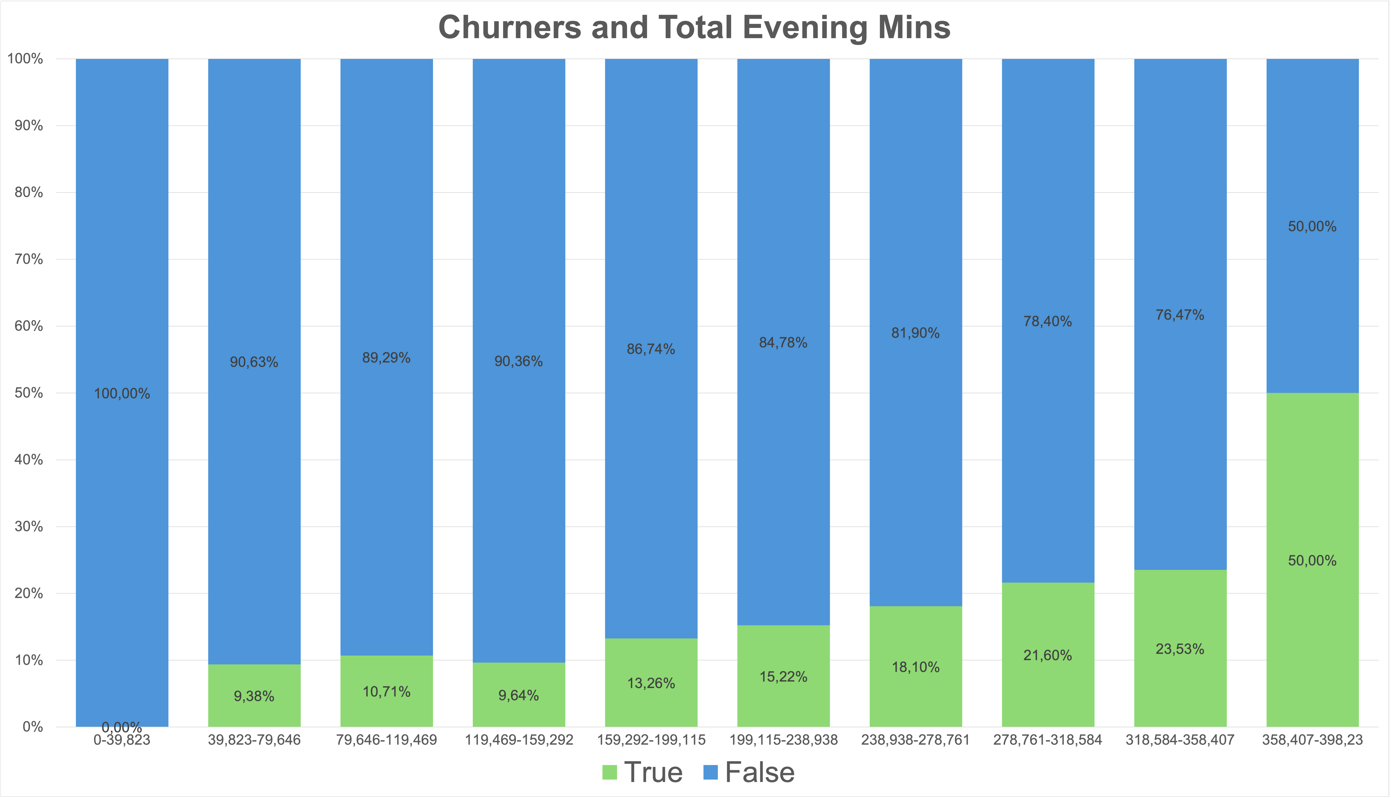 Churners and Total Evening Mins
100%
90%
80%
70%
60%
50%
40%
30%
20%
10%
0%
100,00% 90,63% 89,29% 90,36% 86,74% 84,78% 81,90% 78,40% 76,47% 50,00%
0,00% 9,38% 10,71% 9,64% 13,26% 15,22% 18,10% 21,60% 23,53% 50,00%
0-39,823 39,823-79,646 79,646-119,469 119,469-159,292 159,292-199,115 199,115-238,938 238,938-278,761 278,761-318,584 318,584-358,407 358,407-398,23
True False